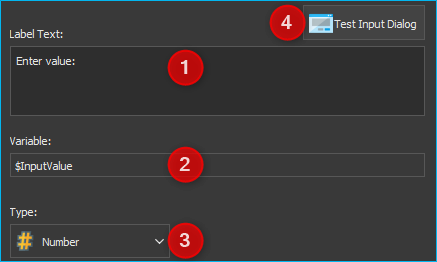 4 Test Input Dialog
Label Text:
Enter value:
1
Variable:
$InputValue 2
Type:
# Number 3